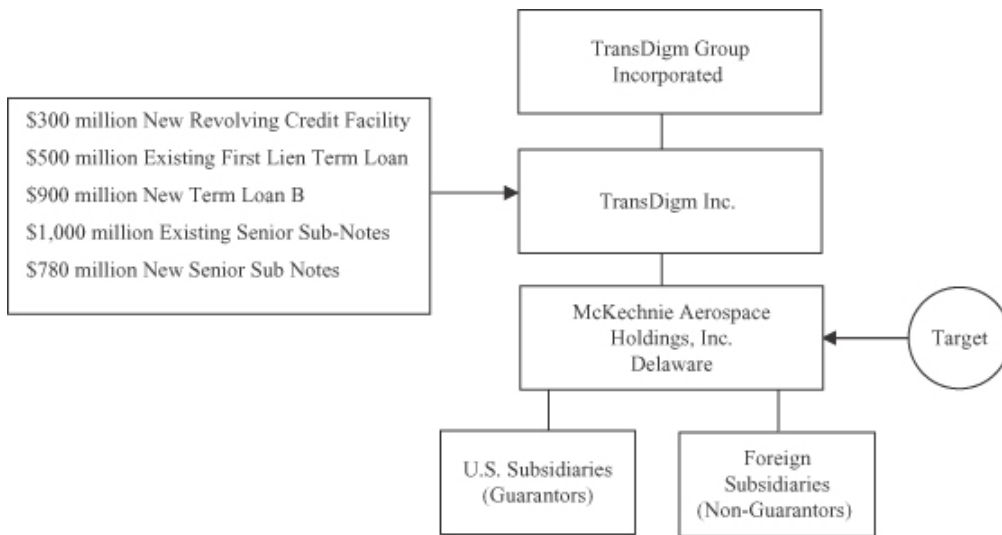 TransDigm Group
Incorporated
$300 million New Revolving Credit Facility
$500 million Existing First Lien Term Loan
$900 million New Term Loan B
$1,000 million Existing Senior Sub-Notes
$780 million New Senior Sub Notes
TransDigm Inc.
McKechnie Aerospace
Holdings, Inc.
Delaware
Target
U.S. Subsidiaries
(Guarantors)
Foreign
Subsidiaries
(Non-Guarantors)